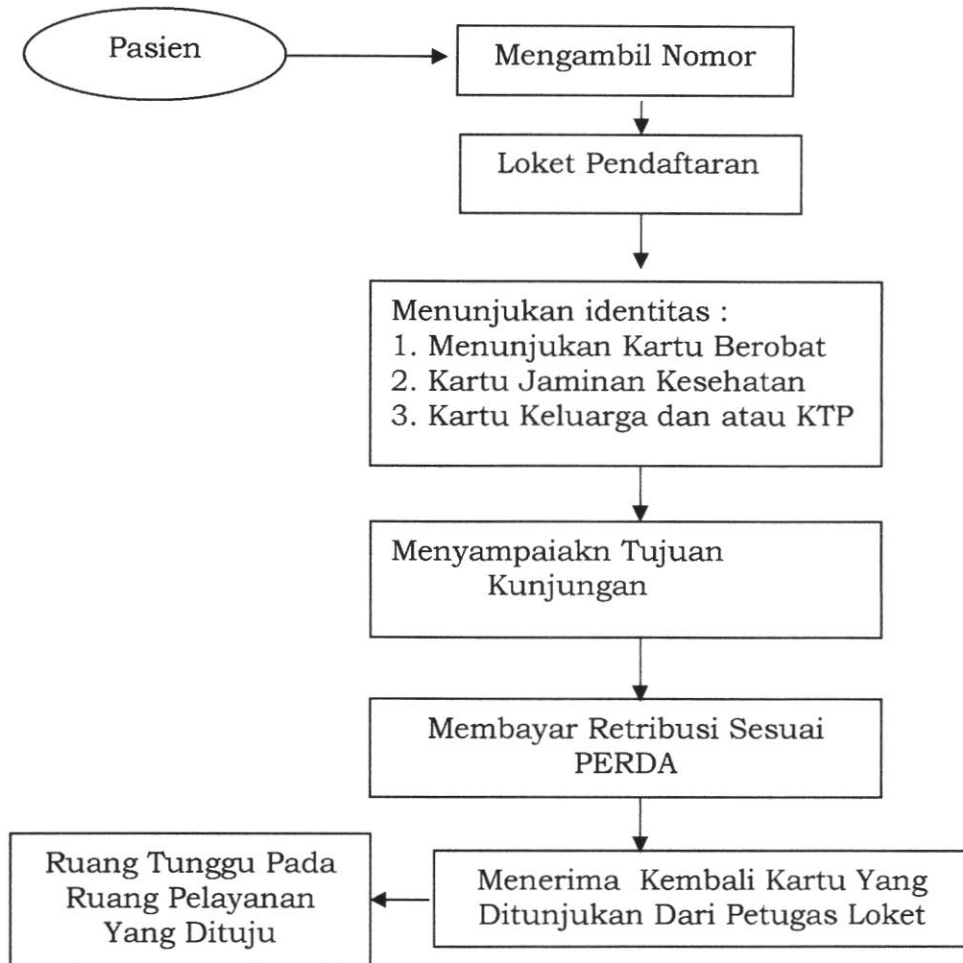 Pasien
Mengambil Nomor
Loket Pendaftaran
Menunjukan identitas :
1. Menunjukan Kartu Berobat
2. Kartu Jaminan Kesehatan
3. Kartu Keluarga dan atau KTP
Menyampaiakn Tujuan
Kunjungan
Membayar Retribusi Sesuai
PERDA
Menerima Kembali Kartu Yang
Ditunjukan Dari Petugas Loket
Ruang Tunggu Pada
Ruang Pelayanan
Yang Dituju